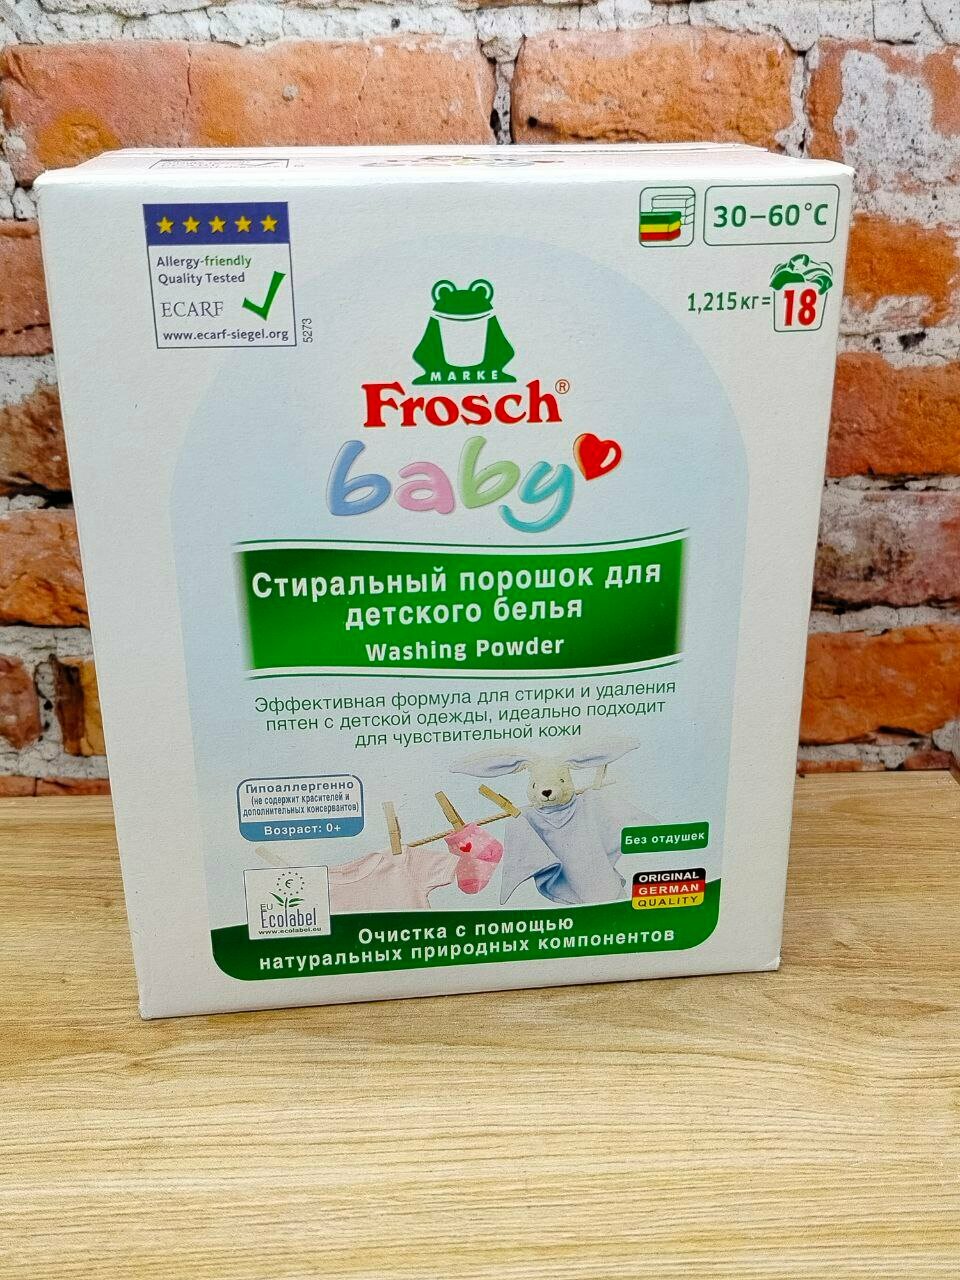 Allergy-friendly
Quality Tested
ECARF
www.ecarf-siegel.org
5273
30–60°C
1,215 кг=
18
MARKE
Frosch®
baby
Стиральный порошок для
детского белья
Washing Powder
Эффективная формула для стирки и удаления
пятен с детской одежды, идеально подходит
для чувствительной кожи
Гипоаллергенно
(не содержит красителей и
дополнительных консервантов)
Возраст: 0+
Без отдушек
ORIGINAL
GERMAN
QUALITY
EU
Ecolabel
www.ecolabel.eu
Очистка с помощью
натуральных природных компонентов